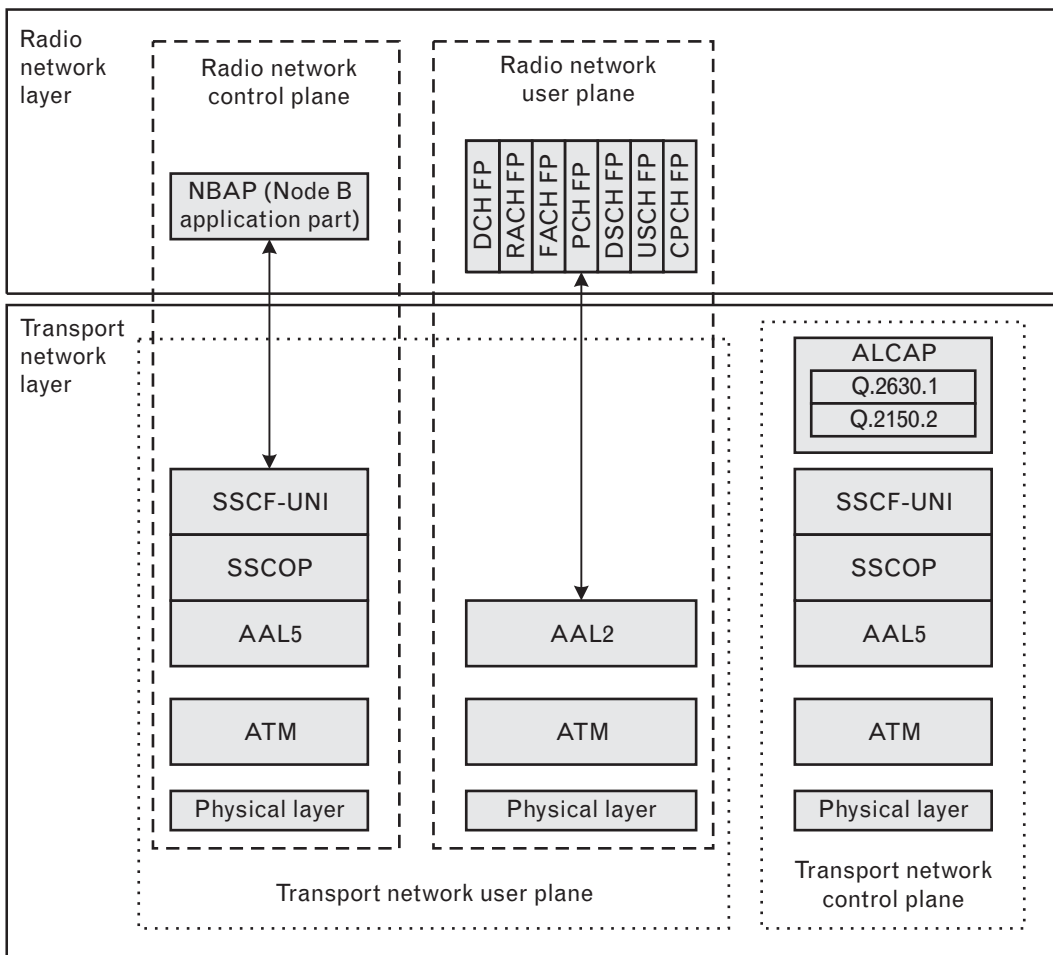 Radio
network
layer
Radio network
control plane
NBAP (Node B
application part)
Radio network
user plane
DCH FP
RACH FP
FACH FP
PCH FP
DSCH FP
USCH FP
CPCH FP
Transport
network
layer
SSCF-UNI
SSCOP
AAL5
ATM
Physical layer
AAL2
ATM
Physical layer
Transport network user plane
ALCAP
Q.2630.1
Q.2150.2
SSCF-UNI
SSCOP
AAL5
ATM
Physical layer
Transport network
control plane